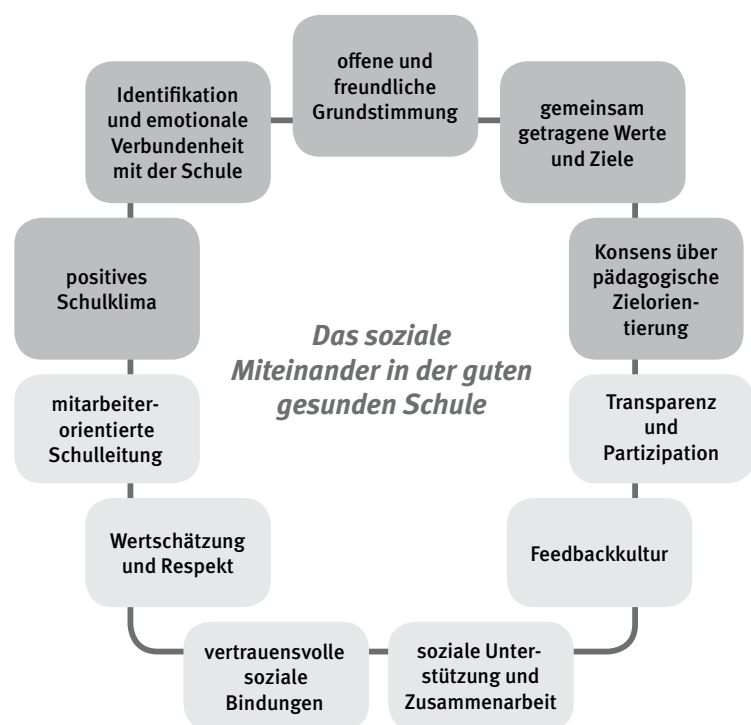 offene und
freundliche
Grundstimmung
Identifikation
und emotionale
Verbundenheit
mit der Schule
gemeinsam
getragene Werte
und Ziele
positives
Schulklima
Konsens über
pädagogische
Zielorien-
tierung
Das soziale
Miteinander in der guten
gesunden Schule
mitarbeiter-
orientierte
Schulleitung
Transparenz
und
Partizipation
Wertschätzung
und Respekt
Feedbackkultur
vertrauensvolle
soziale
Bindungen
soziale Unter-
stützung und
Zusammenarbeit